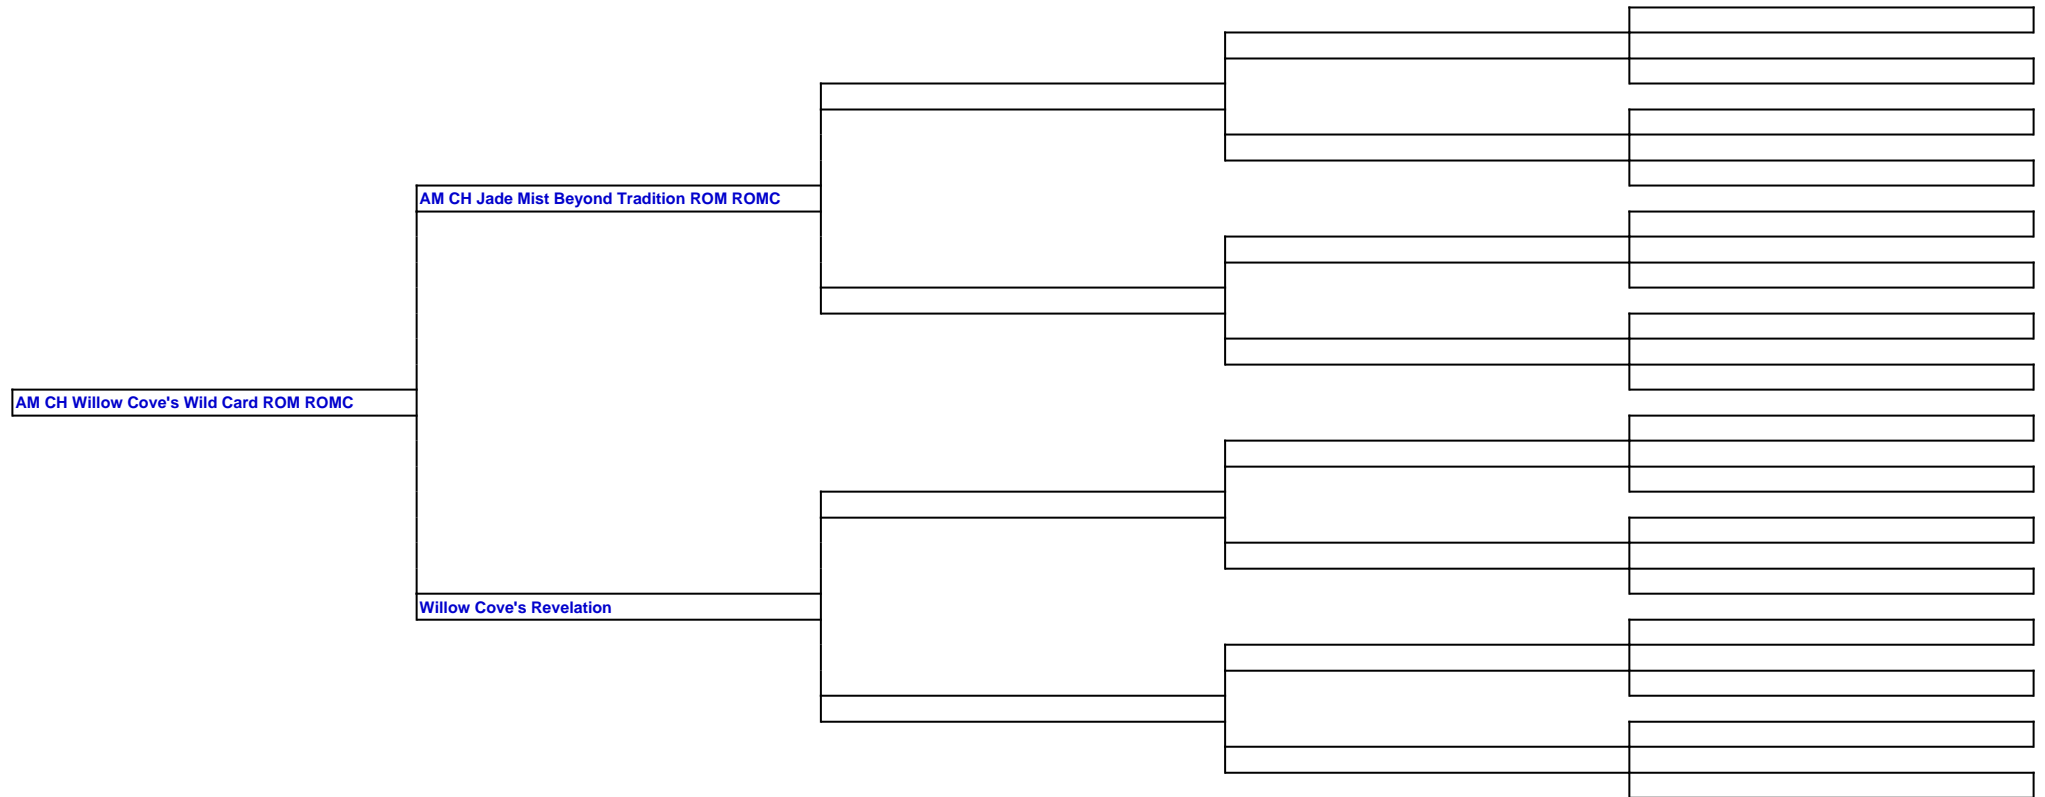 AM CH Jade Mist Beyond Tradition ROM ROMC
AM CH Willow Cove's Wild Card ROM ROMC
Willow Cove's Revelation